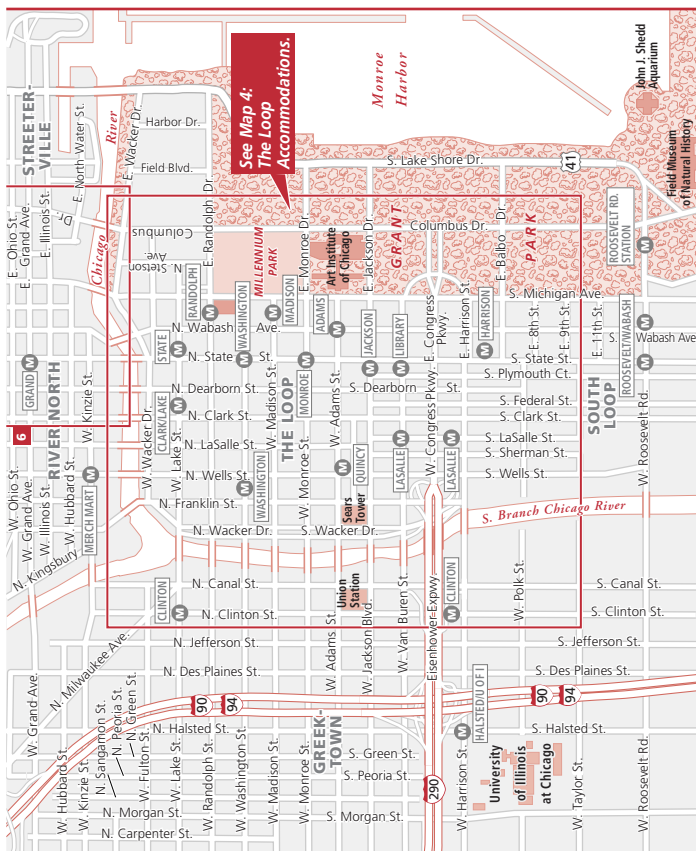 STREETER-
VILLE
E. North Water St.
E. Ohio St.
E. Grand Ave.
E. Illinois St.
Dr.
River
Chicago
E. Wacker Dr.
Harbor Dr.
Field Blvd.
E. Randolph Dr.
Columbus
N. Stetson
Ave.
See Map 4:
The Loop
Accommodations.
Monroe
Harbor
S. Lake Shore Dr.
41
John J. Shedd
Aquarium
Field Museum
of Natural History
MILLENNIUM
PARK
E. Monroe Dr.
Art Institute
of Chicago
E. Jackson Dr.
GRANT
PARK
Columbus Dr.
E. Balbo Dr.
ROOSEVELT RD.
STATION
M
S. Michigan Ave.
RANDOLPH
M
WASHINGTON
M
MADISON
M
ADAMS
M
N. Wabash Ave.
STATE
M
N. State St.
MONROE
M
JACKSON
M
LIBRARY
M
E. Congress
Pkwy.
E. Harrison St.
HARRISON
M
E. 8th St.
E. 9th St.
E. 11th St.
S. Wabash Ave.
ROOSEVELT/WABASH
M
M
S. State St.
S. Plymouth Ct.
GRAND
M
6
RIVER NORTH
W. Kinzie St.
W. Ohio St.
W. Grand Ave.
W. Illinois St.
W. Hubbard St.
MERCH MART
M
N. Kingsbury
W. Wacker Dr.
W. Lake St.
CLARK/LAKE
M
N. Dearborn St.
N. Clark St.
N. LaSalle St.
N. Wells St.
N. Franklin St.
WASHINGTON
M
W. Madison St.
THE LOOP
W. Monroe St.
W. Adams St.
QUINCY
M
Sears
Tower
S. Dearborn St.
W. Congress Pkwy.
LASALLE
M
LASALLE
M
S. Federal St.
S. Clark St.
S. LaSalle St.
S. Sherman St.
S. Wells St.
SOUTH
LOOP
W. Roosevelt Rd.
N. Wacker Dr.
S. Wacker Dr.
S. Branch Chicago River
CLINTON
M
N. Canal St.
N. Clinton St.
Union
Station
W. Adams St.
W. Jackson Blvd.
W. Van Buren St.
Eisenhower Expwy.
CLINTON
M
W. Polk St.
S. Canal St.
S. Clinton St.
N. Jefferson St.
S. Jefferson St.
N. Des Plaines St.
S. Des Plaines St.
N. Milwaukee Ave.
W. Grand Ave.
90
94
90
94
HALSTED/U OF I
M
N. Halsted St.
S. Halsted St.
GREEK-
TOWN
S. Green St.
S. Peoria St.
S. Morgan St.
290
W. Harrison St.
University
of Illinois
at Chicago
W. Taylor St.
W. Roosevelt Rd.
W. Hubbard St.
W. Kinzie St.
N. Sangamon St.
N. Peoria St.
N. Green St.
W. Fulton St.
W. Lake St.
W. Randolph St.
W. Washington St.
W. Madison St.
W. Monroe St.
N. Morgan St.
N. Carpenter St.